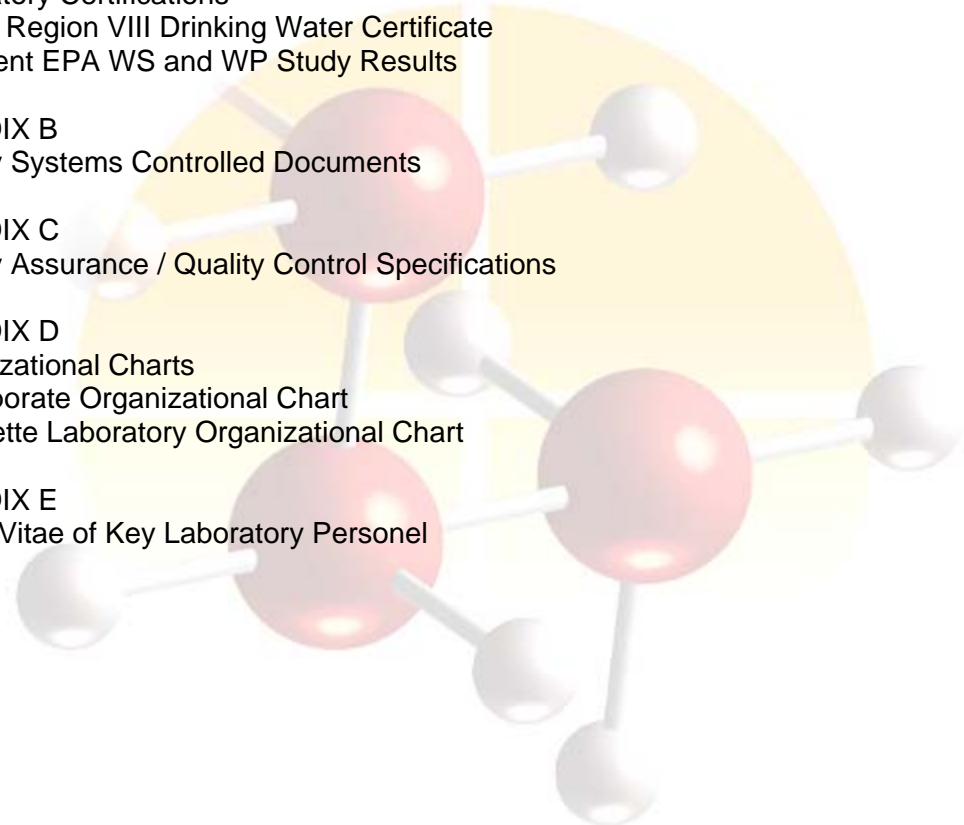 atory Certifications
Region VIII Drinking Water Certificate
ent EPA WS and WP Study Results
DIX B
y Systems Controlled Documents
DIX C
y Assurance / Quality Control Specifications
DIX D
izational Charts
porate Organizational Chart
ette Laboratory Organizational Chart
DIX E
Vitae of Key Laboratory Personel